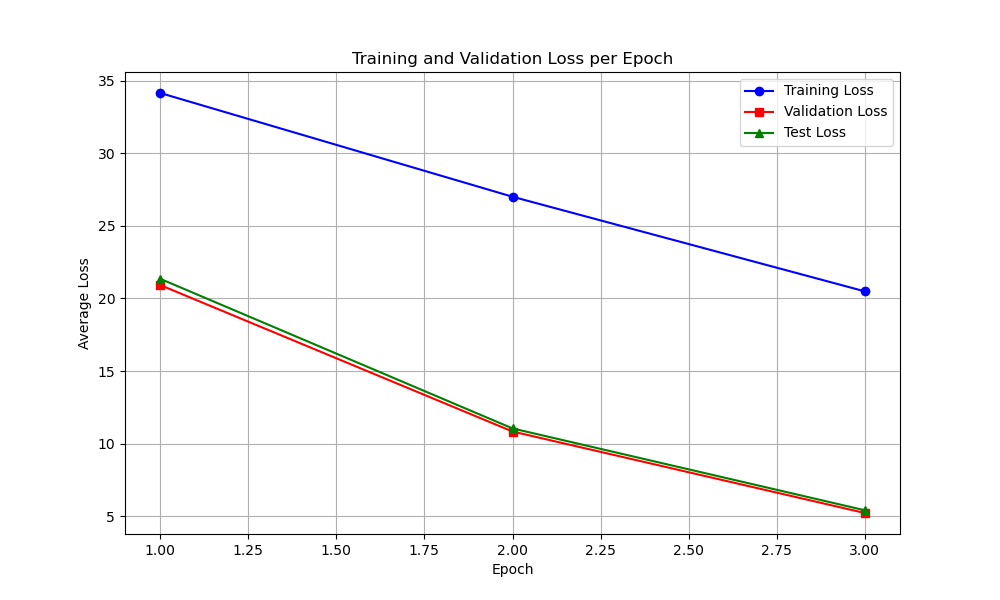 Training and Validation Loss per Epoch
Training Loss
Validation Loss
Test Loss
Average Loss
35
30
25
20
15
10
5
1.00 1.25 1.50 1.75 2.00 2.25 2.50 2.75 3.00
Epoch